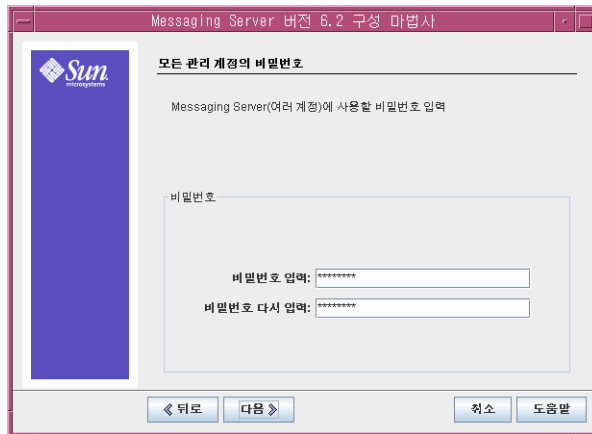 Messaging Server 버전 6.2 구성 마법사
Sun
microsystems
모든 관리 계정의 비밀번호
Messaging Server(여러 계정)에 사용할 비밀번호 입력
비밀번호
비밀번호 입력: ********
비밀번호 다시 입력: ********
뒤로 다음 취소 도움말